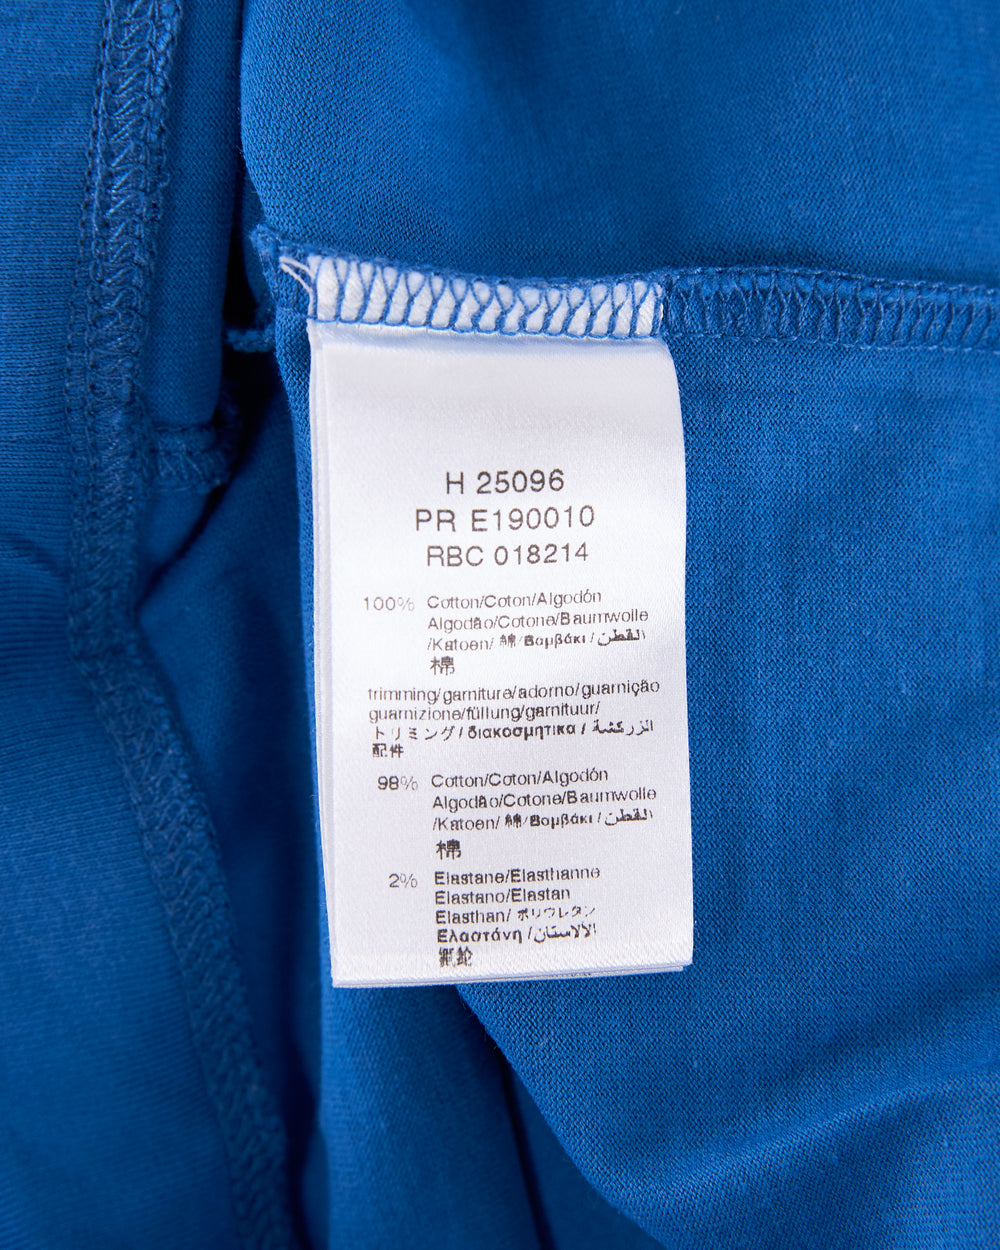 H 25096
PR E190010
RBC 018214
100% Cotton/Coton/Algodón
Algodão/Cotone/Baumwolle
/Katoen/ 綿/Βαμβάκι/القطن
棉
trimming/garniture/adorno/guarnição
guarnizione/füllung/garnituur/
トリミング/διακοσμητικα/الزركشة
配件
98% Cotton/Coton/Algodón
Algodão/Cotone/Baumwolle
/Katoen/ 綿/Βαμβάκι/القطن
棉
2% Elastane/Elasthanne
Elastano/Elastan
Elasthan/ポリウレタン
Ελαστάνη/الالاستان